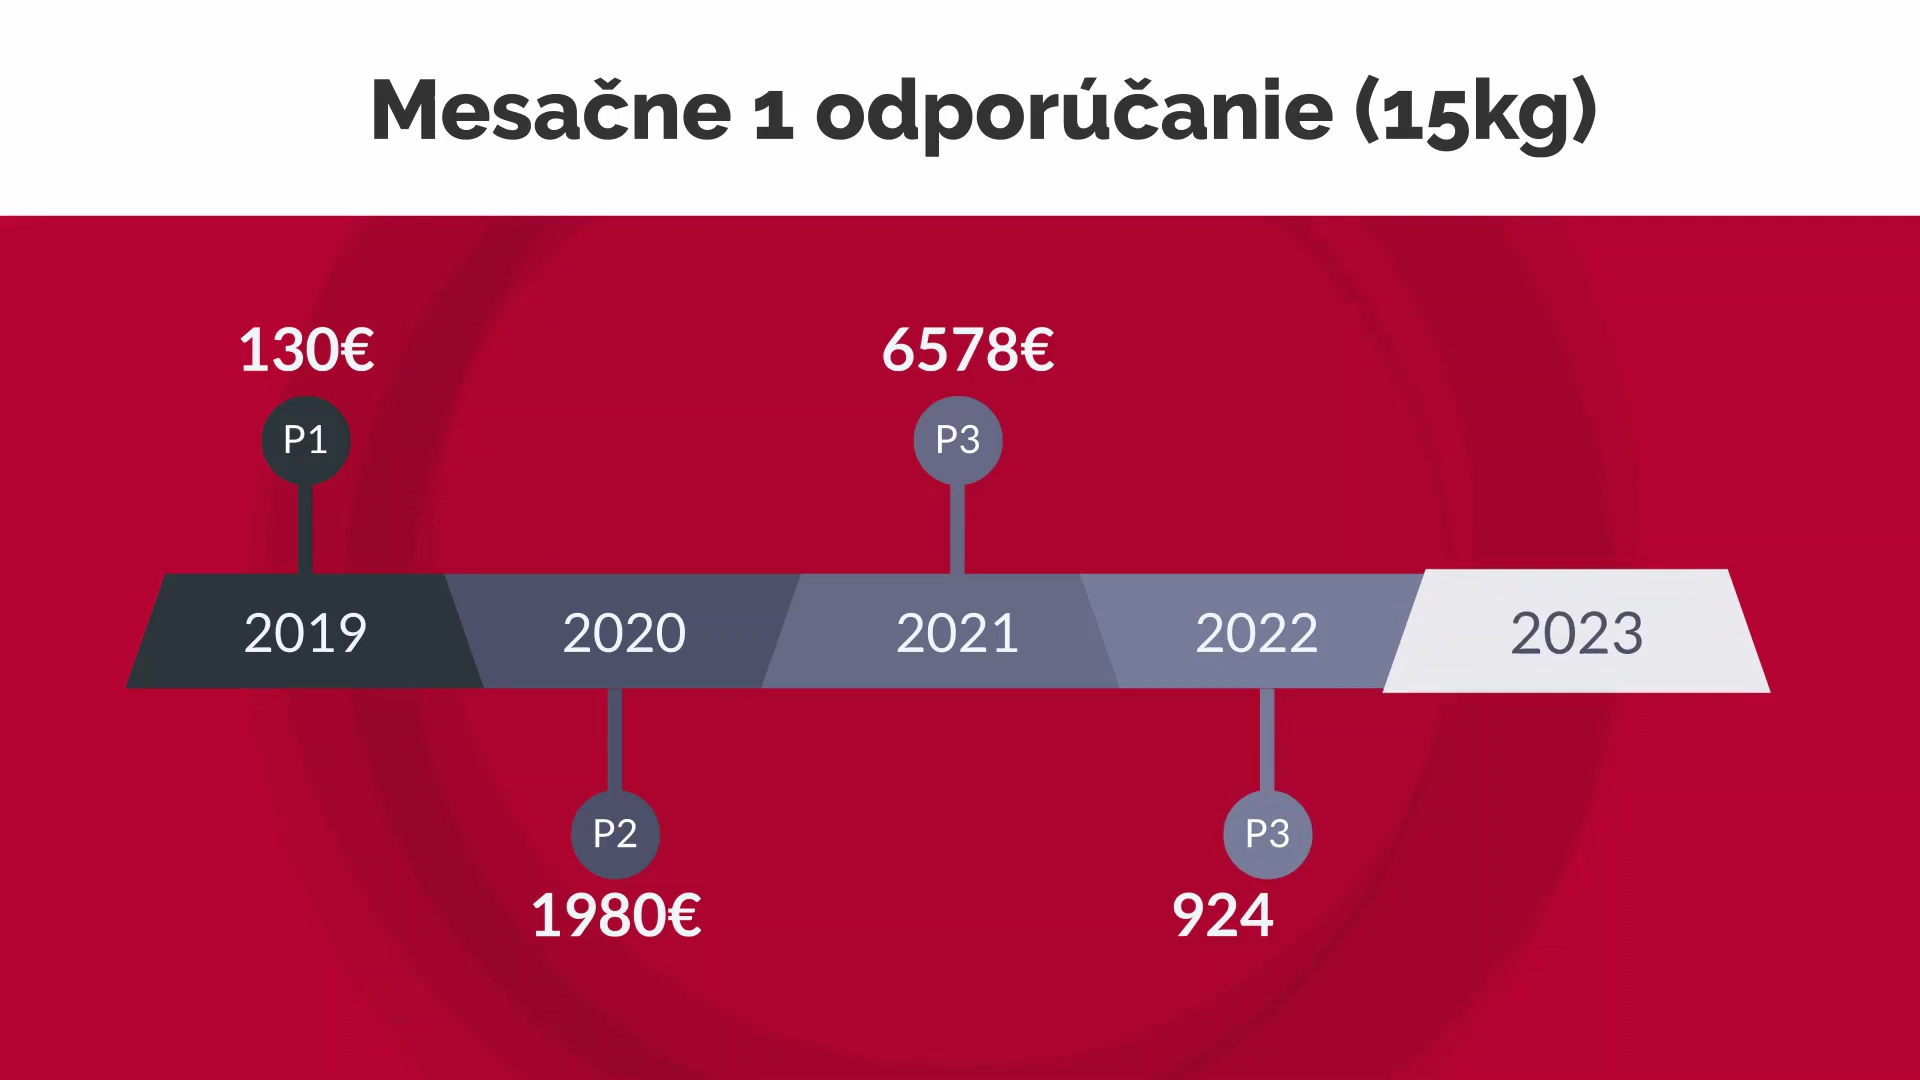 Mesačne 1 odporúčanie (15kg)
130€
6578€
P1
P3
2019
2020
2021
2022
2023
P2
P3
1980€
924